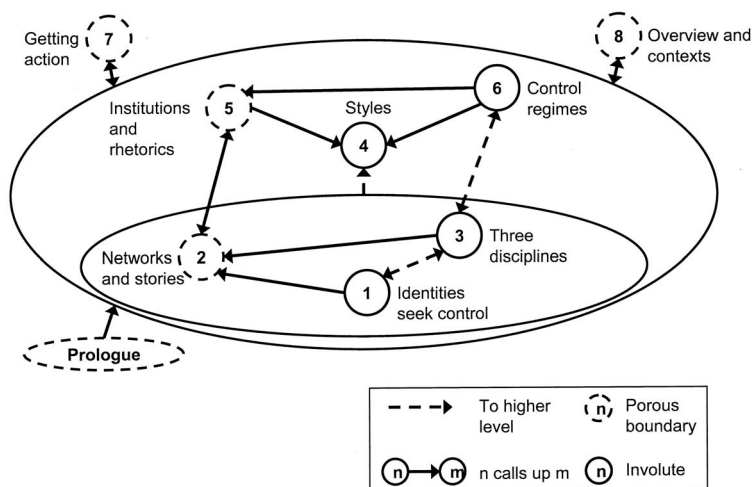 Getting
action
7
8
Overview and
contexts
Institutions
and
rhetorics
5
Styles
4
6
Control
regimes
Networks
and stories
2
3
Three
disciplines
1
Identities
seek control
Prologue
To higher
level
n
Porous
boundary
n
m
n calls up m
n
Involute